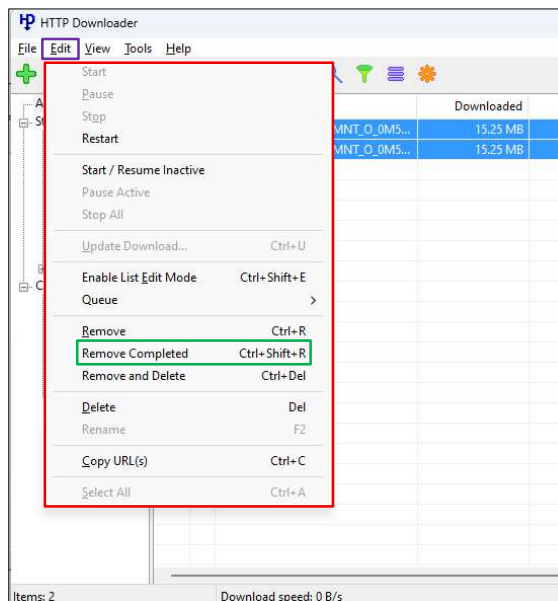 HTTP Downloader
File Edit View Tools Help
Start
Pause
Stop
Restart
Start / Resume Inactive
Pause Active
Stop All
Update Download... Ctrl+U
Enable List Edit Mode Ctrl+Shift+E
Queue
Remove Ctrl+R
Remove Completed Ctrl+Shift+R
Remove and Delete Ctrl+Del
Delete Del
Rename F2
Copy URL(s) Ctrl+C
Select All Ctrl+A
Downloaded
MNT_O_0M5... 15.25 MB
MNT_O_0M5... 15.25 MB
Items: 2 Download speed: 0 B/s